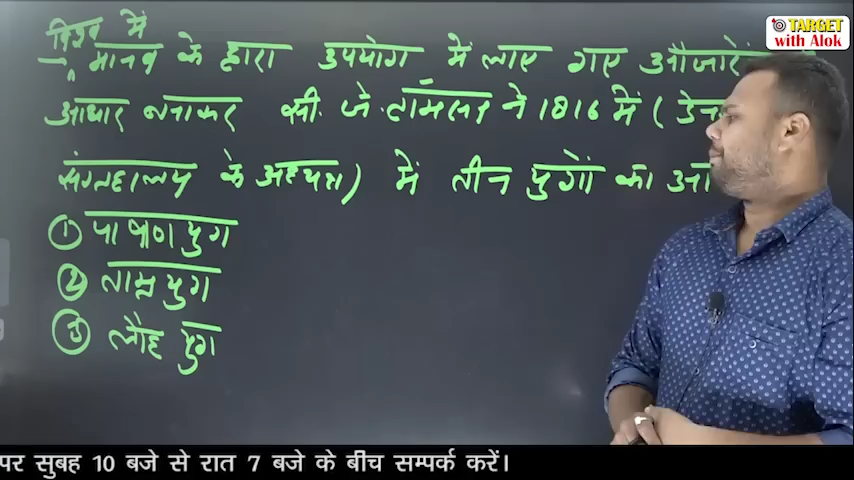 विश्व में
→ मानव के द्वारा उपयोग में लाए गए औजारों
आधार बनाकर सी. जे. टॉमसन ने 1816 में (डेन
संग्रहालय के अध्यक्ष) में तीन युगों का
① पाषाण युग
② ताम्र युग
③ लौह युग
TARGET
with Alok
पर सुबह 10 बजे से रात 7 बजे के बीच सम्पर्क करें।